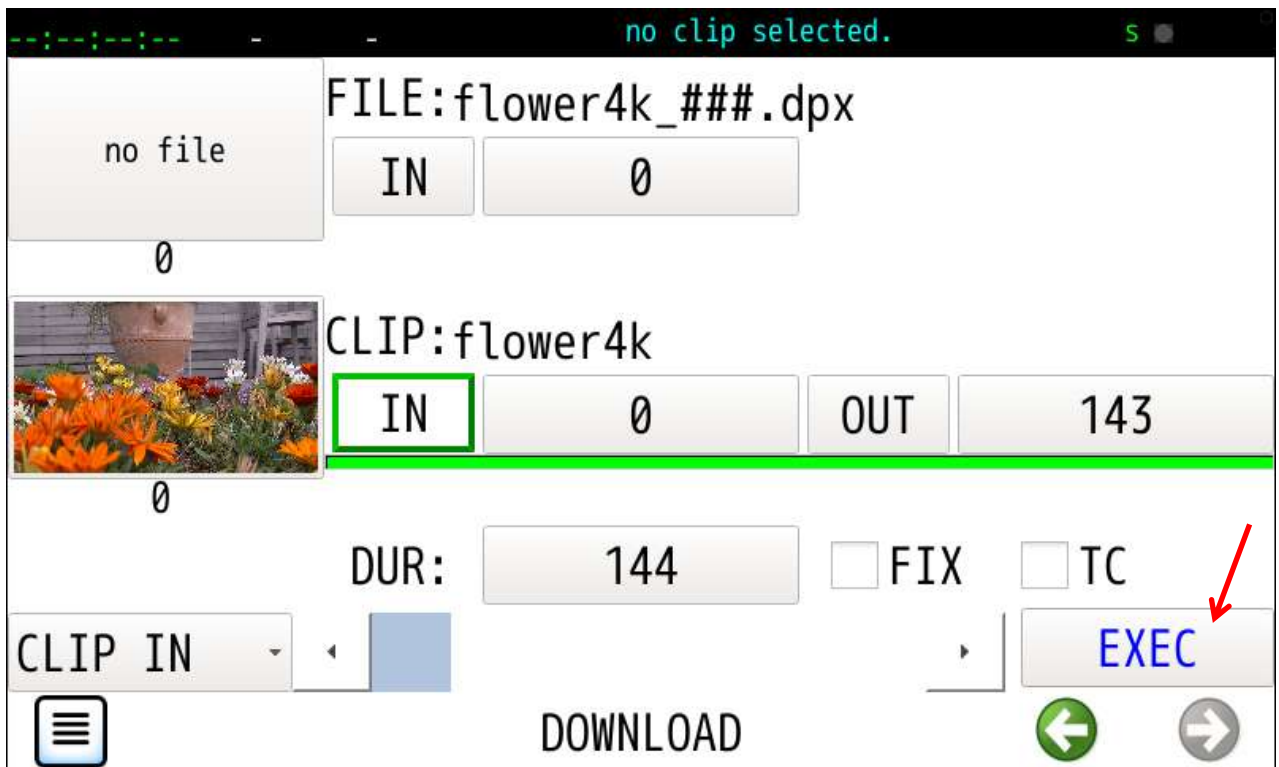 --:--:--:-- - - no clip selected. S
FILE:flower4k_###.dpx
no file
IN 0
0
CLIP:flower4k
IN 0 OUT 143
0
DUR: 144 FIX TC
CLIP IN EXEC
DOWNLOAD